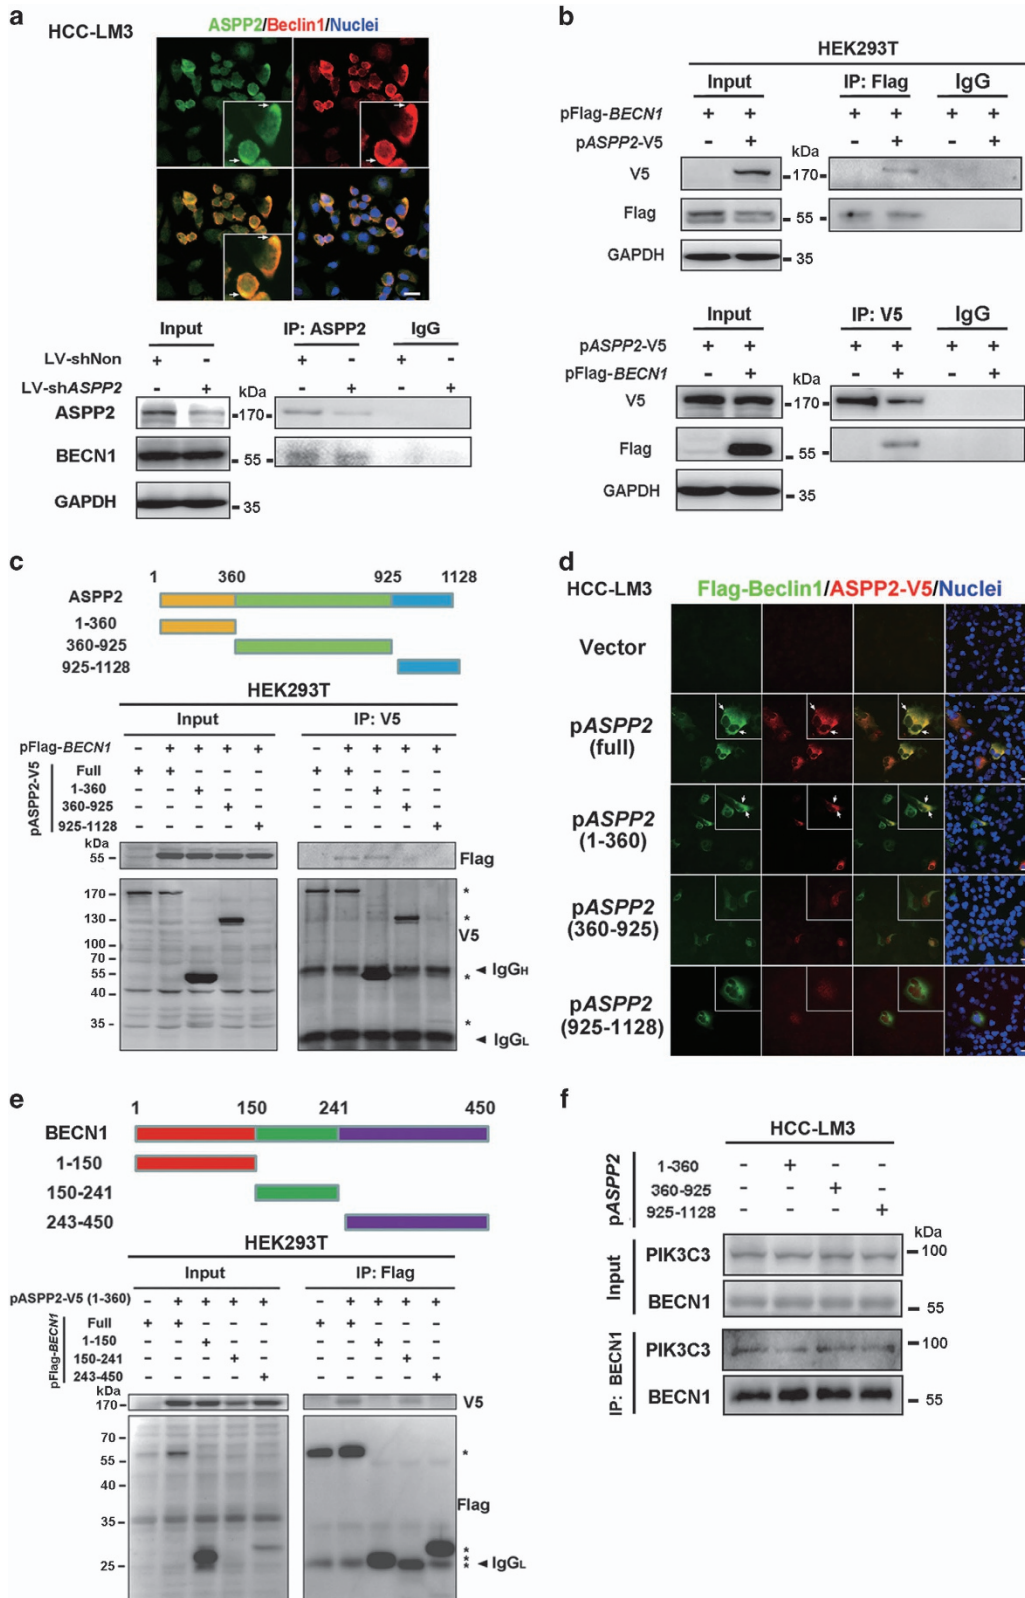 a
HCC-LM3
ASPP2/Beclin1/Nuclei
Input IP: ASPP2 IgG
LV-shNon + - + - + -
LV-shASPP2 - + - + - +
kDa
ASPP2 170
BECN1 55
GAPDH 35
b
HEK293T
Input IP: Flag IgG
pFlag-BECN1 + + + + + +
pASPP2-V5 - + - + - +
kDa
V5 170
Flag 55
GAPDH 35
Input IP: V5 IgG
pASPP2-V5 + + + + + +
pFlag-BECN1 - + - + - +
kDa
V5 170
Flag 55
GAPDH 35
c
1 360 925 1128
ASPP2
1-360
360-925
925-1128
HEK293T
Input IP: V5
pFlag-BECN1 - + + + + - + + + +
pASPP2-V5
Full + + - - - + + - - -
1-360 - - + - - - - + - -
360-925 - - - + - - - - + -
925-1128 - - - - + - - - - +
kDa
55 Flag
170 *
130 *
V5
100
70
55 IgGH
*
40
35 *
IgGL
d
HCC-LM3 Flag-Beclin1/ASPP2-V5/Nuclei
Vector
pASPP2
(full)
pASPP2
(1-360)
pASPP2
(360-925)
pASPP2
(925-1128)
e
1 150 241 450
BECN1
1-150
150-241
243-450
HEK293T
Input IP: Flag
pASPP2-V5 (1-360) - + + + + - + + + +
pFlag-BECN1
Full + + - - - + + - - -
1-150 - - + - - - - + - -
150-241 - - - + - - - - + -
243-450 - - - - + - - - - +
kDa
170 V5
70
55 *
40
Flag
35
*
25 * IgGL
*
f
HCC-LM3
pASPP2
1-360 - + - -
360-925 - - + -
925-1128 - - - +
kDa
Input
PIK3C3 100
BECN1 55
IP: BECN1
PIK3C3 100
BECN1 55